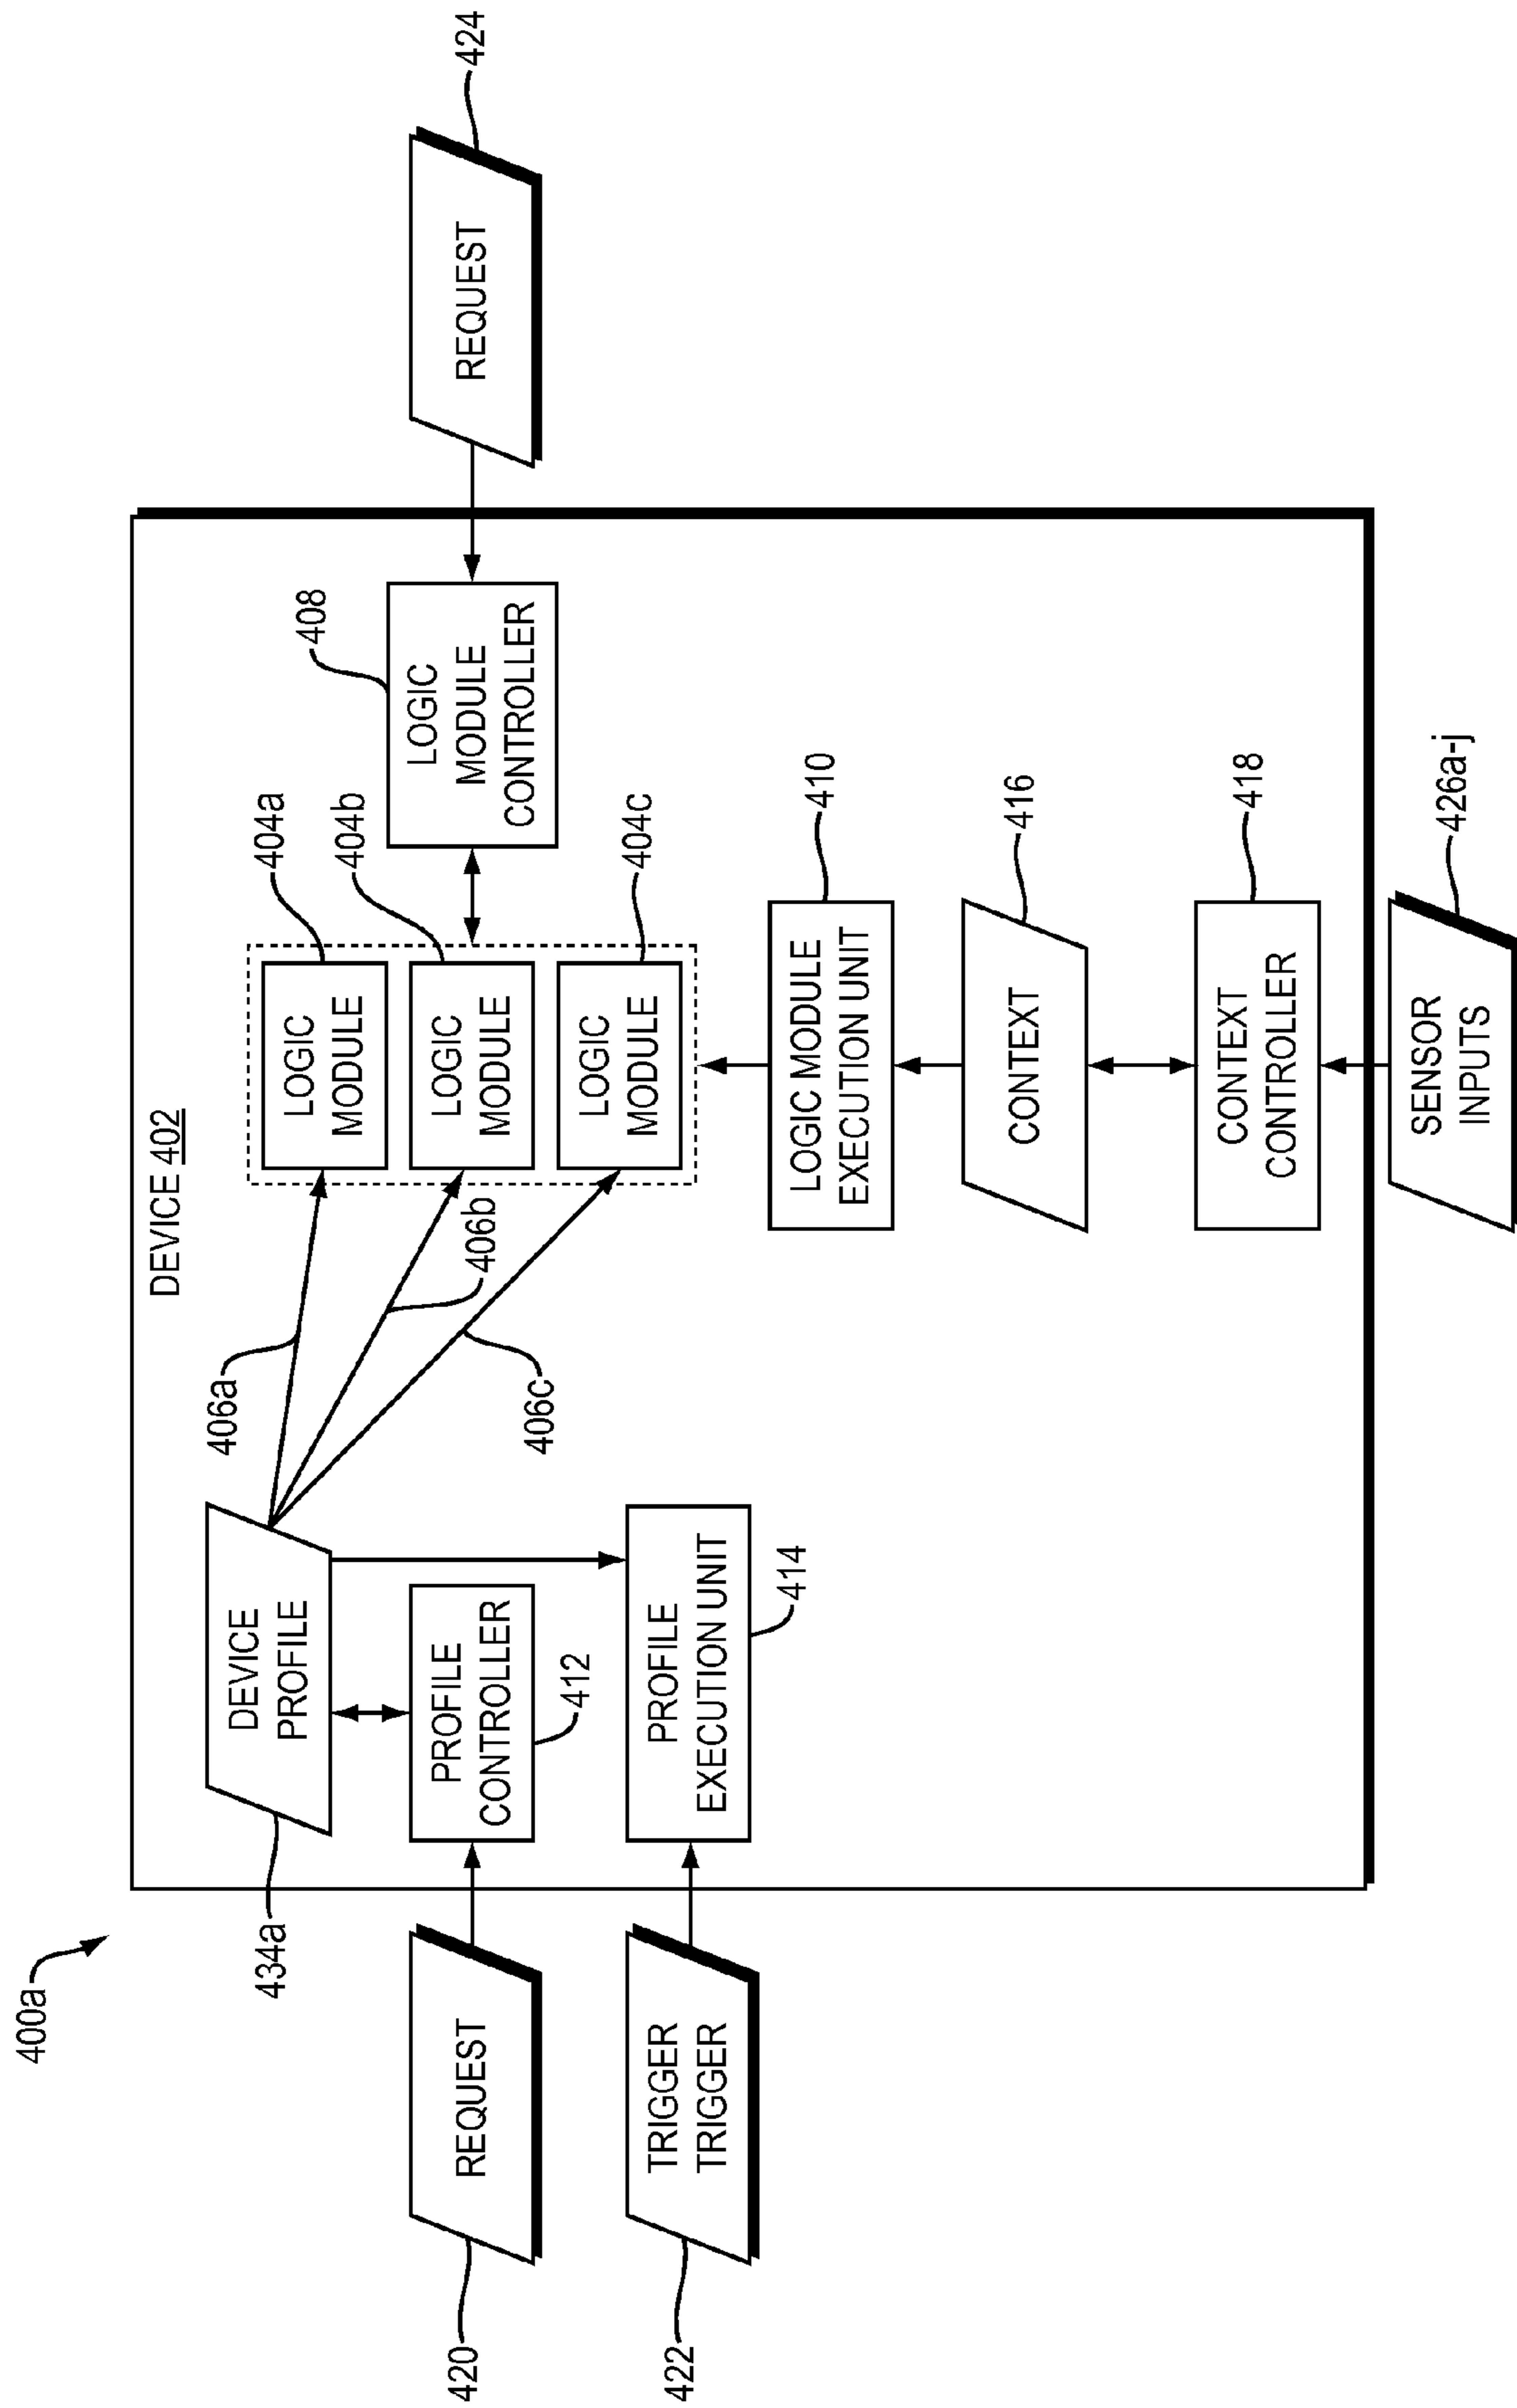 400a
DEVICE 402
434a
DEVICE
PROFILE
406a
406b
406c
LOGIC
MODULE
404a
LOGIC
MODULE
404b
LOGIC
MODULE
404c
408
LOGIC
MODULE
CONTROLLER
REQUEST
424
420
REQUEST
PROFILE
CONTROLLER
412
422
TRIGGER
TRIGGER
PROFILE
EXECUTION UNIT
414
LOGIC MODULE
EXECUTION UNIT
410
CONTEXT
416
CONTEXT
CONTROLLER
418
SENSOR
INPUTS
426a-j